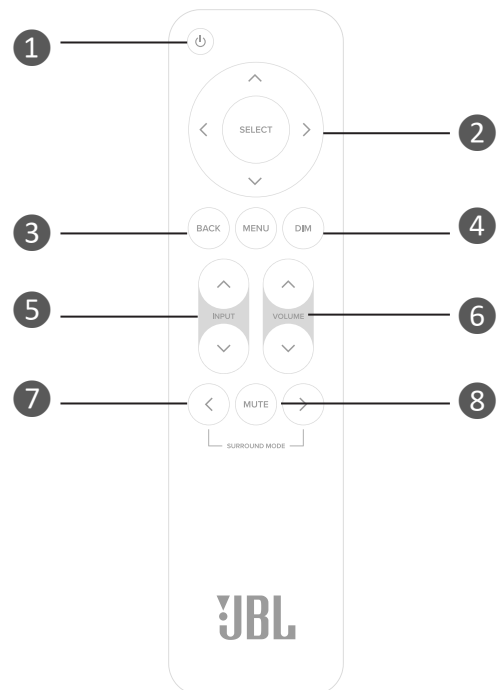 1
SELECT
2
3
BACK MENU DIM
4
5
INPUT VOLUME
6
7
MUTE
8
SURROUND MODE
JBL